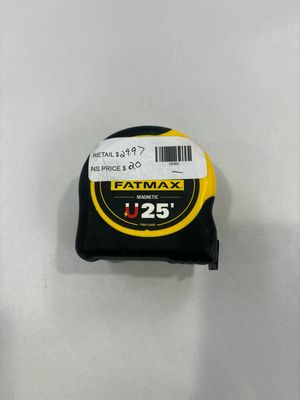 RETAIL $29.97
NS PRICE $20
FATMAX
MAGNETIC
25'